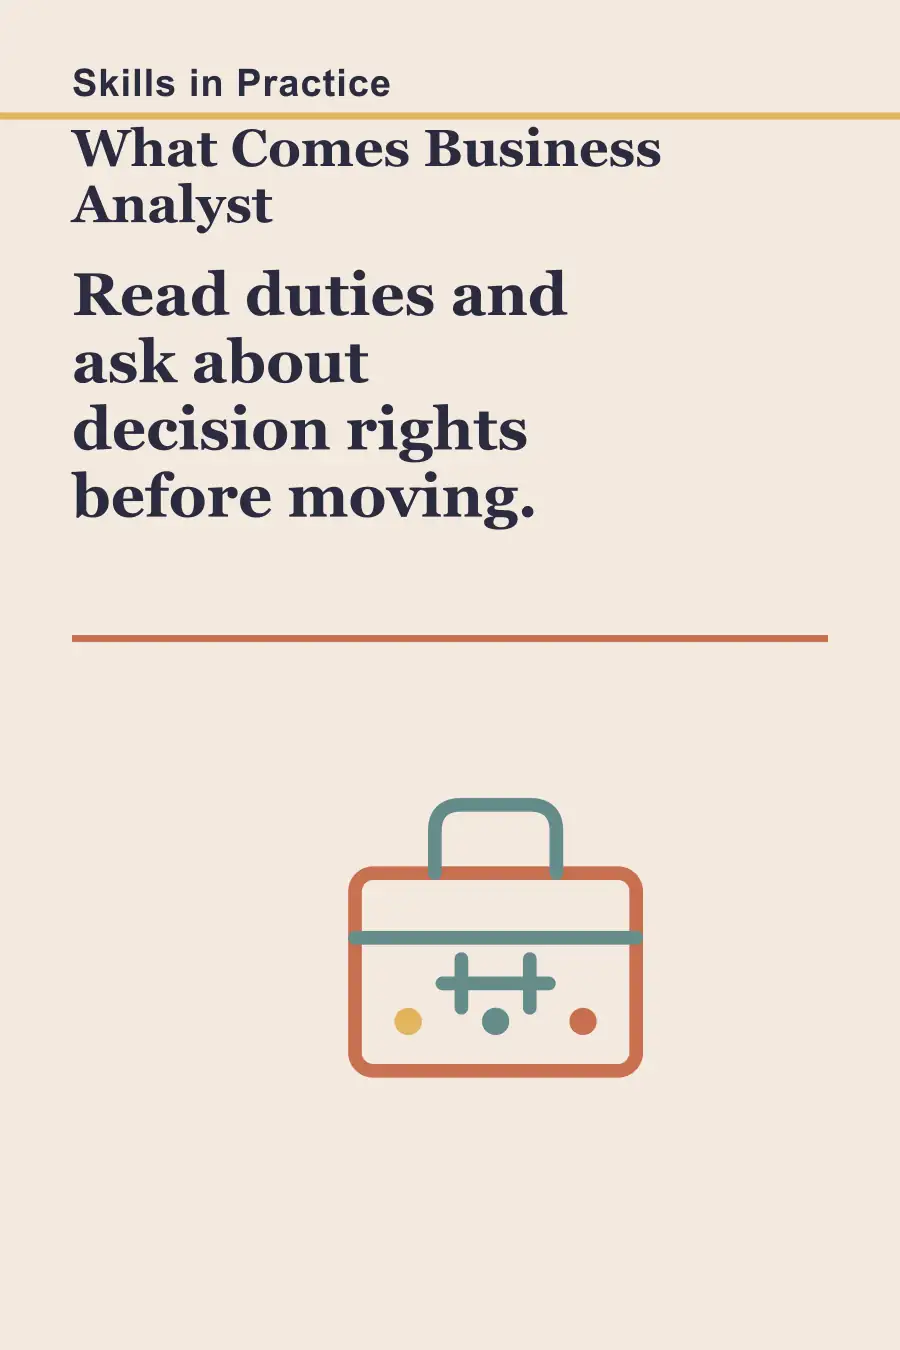 Skills in Practice
What Comes Business
Analyst
Read duties and
ask about
decision rights
before moving.